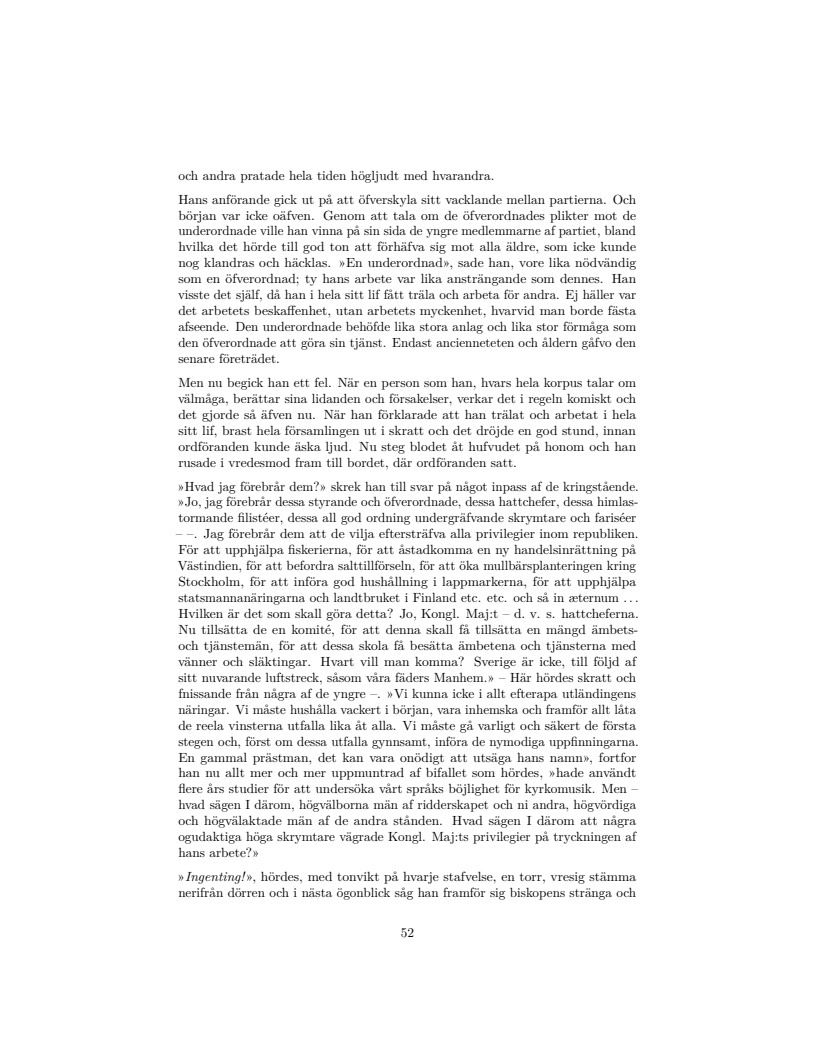 och andra pratade hela tiden högljudt med hvarandra.
Hans anförande gick ut på att öfverskyla sitt vacklande mellan partierna. Och
början var icke oäfven. Genom att tala om de öfverordnades plikter mot de
underordnade ville han vinna på sin sida de yngre medlemmarne af partiet, bland
hvilka det hörde till god ton att förhäfva sig mot alla äldre, som icke kunde
nog klandras och häcklas. »En underordnad», sade han, vore lika nödvändig
som en öfverordnad; ty hans arbete var lika ansträngande som dennes. Han
visste det själf, då han i hela sitt lif fått träla och arbeta för andra. Ej häller var
det arbetets beskaffenhet, utan arbetets myckenhet, hvarvid man borde fästa
afseende. Den underordnade behöfde lika stora anlag och lika stor förmåga som
den öfverordnade att göra sin tjänst. Endast ancienneteten och åldern gåfvo den
senare företrädet.
Men nu begick han ett fel. När en person som han, hvars hela korpus talar om
välmåga, berättar sina lidanden och försakelser, verkar det i regeln komiskt och
det gjorde så äfven nu. När han förklarade att han trälat och arbetat i hela
sitt lif, brast hela församlingen ut i skratt och det dröjde en god stund, innan
ordföranden kunde äska ljud. Nu steg blodet åt hufvudet på honom och han
rusade i vredesmod fram till bordet, där ordföranden satt.
»Hvad jag förebrår dem?» skrek han till svar på något inpass af de kringstående.
»Jo, jag förebrår dessa styrande och öfverordnade, dessa hattchefer, dessa himlas-
tormande filistéer, dessa all god ordning undergräfvande skrymtare och fariséer
– –. Jag förebrår dem att de vilja eftersträfva alla privilegier inom republiken.
För att upphjälpa fiskerierna, för att åstadkomma en ny handelsinrättning på
Västindien, för att befordra salttillförseln, för att öka mullbärsplanteringen kring
Stockholm, för att införa god hushållning i lappmarkerna, för att upphjälpa
statsmannanäringarna och landtbruket i Finland etc. etc. och så in æternum ...
Hvilken är det som skall göra detta? Jo, Kongl. Maj:t – d. v. s. hattcheferna.
Nu tillsätta de en komité, för att denna skall få tillsätta en mängd ämbets-
och tjänstemän, för att dessa skola få besätta ämbetena och tjänsterna med
vänner och släktingar. Hvart vill man komma? Sverige är icke, till följd af
sitt nuvarande luftstreck, såsom våra fäders Manhem.» – Här hördes skratt och
fnissande från några af de yngre –. »Vi kunna icke i allt efterapa utländingens
näringar. Vi måste hushålla vackert i början, vara inhemska och framför allt låta
de reela vinsterna utfalla lika åt alla. Vi måste gå varligt och säkert de första
stegen och, först om dessa utfalla gynnsamt, införa de nymodiga uppfinningarna.
En gammal prästman, det kan vara onödigt att utsäga hans namn», fortfor
han nu allt mer och mer uppmuntrad af bifallet som hördes, »hade användt
flere års studier för att undersöka vårt språks böjlighet för kyrkomusik. Men –
hvad sägen I därom, högvälborna män af ridderskapet och ni andra, högvördiga
och högvälaktade män af de andra stånden. Hvad sägen I därom att några
ogudaktiga höga skrymtare vägrade Kongl. Maj:ts privilegier på tryckningen af
hans arbete?»
»Ingenting!», hördes, med tonvikt på hvarje stafvelse, en torr, vresig stämma
nerifrån dörren och i nästa ögonblick såg han framför sig biskopens stränga och
52